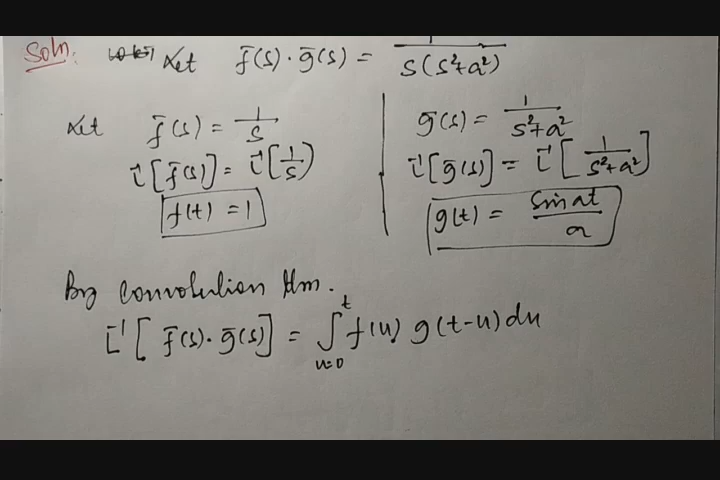 Soln. Let f̄(s)·ḡ(s) = 1/(s(s²+a²))
Let f̄(s) = 1/s
L⁻¹[f̄(s)] = L⁻¹[1/s)
f(t) = 1
ḡ(s) = 1/(s²+a²)
L⁻¹[ḡ(s)] = L⁻¹[1/(s²+a²)]
g(t) = sin at/a
By convolution thm.
L⁻¹[f̄(s)·ḡ(s)] = ∫ᵗᵤ₌₀ f(u) g(t-u) du